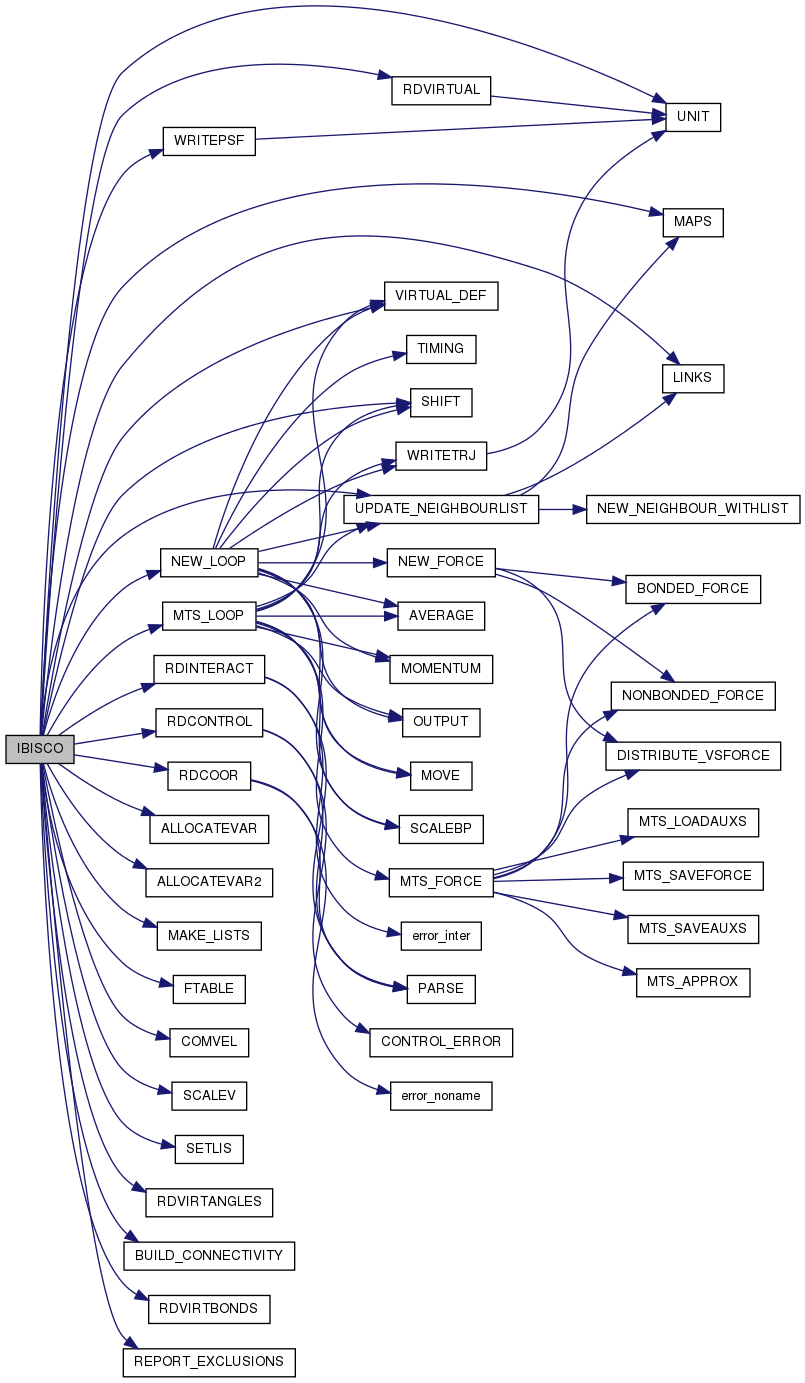 RDVIRTUAL
UNIT
WRITEPSF
MAPS
VIRTUAL_DEF
TIMING
LINKS
SHIFT
WRITETRJ
UPDATE_NEIGHBOURLIST
NEW_NEIGHBOUR_WITHLIST
NEW_LOOP
NEW_FORCE
BONDED_FORCE
MTS_LOOP
AVERAGE
RDINTERACT
MOMENTUM
NONBONDED_FORCE
RDCONTROL
OUTPUT
IBISCO
DISTRIBUTE_VSFORCE
RDCOOR
MOVE
ALLOCATEVAR
SCALEBP
MTS_LOADAUXS
ALLOCATEVAR2
MTS_FORCE
MTS_SAVEFORCE
MAKE_LISTS
error_inter
MTS_SAVEAUXS
FTABLE
PARSE
MTS_APPROX
COMVEL
CONTROL_ERROR
SCALEV
error_noname
SETLIS
RDVIRTANGLES
BUILD_CONNECTIVITY
RDVIRTBONDS
REPORT_EXCLUSIONS